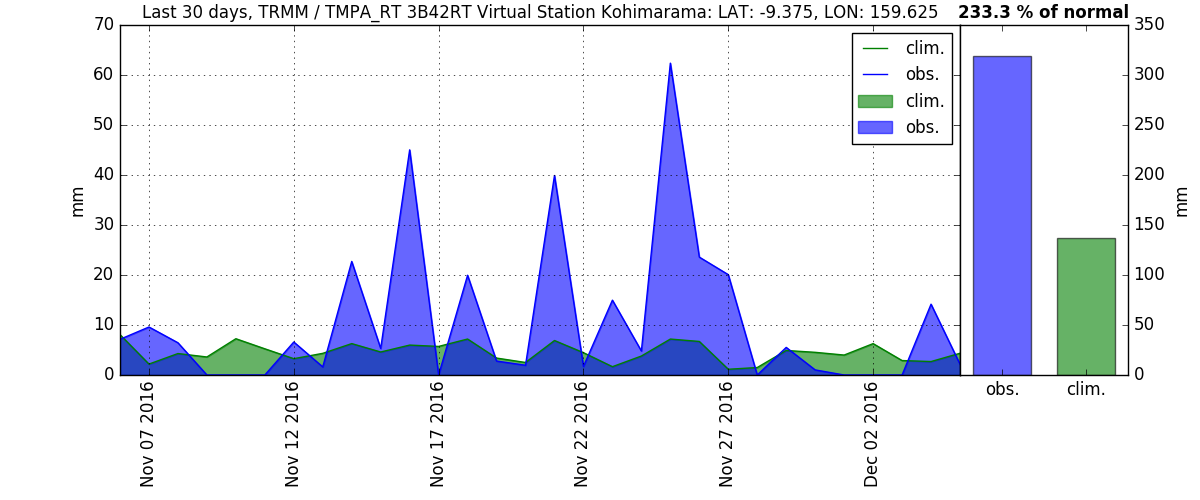 Last 30 days, TRMM / TMPA_RT 3B42RT Virtual Station Kohimarama: LAT: -9.375, LON: 159.625
233.3 % of normal
70
60
50
40
30
20
10
0
mm
clim.
obs.
clim.
obs.
Nov 07 2016
Nov 12 2016
Nov 17 2016
Nov 22 2016
Nov 27 2016
Dec 02 2016
350
300
250
200
150
100
50
0
mm
obs.
clim.